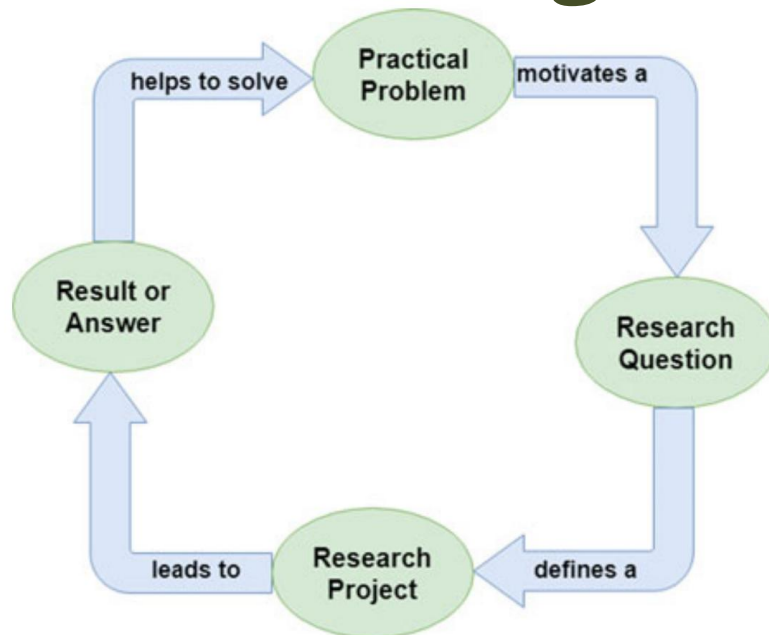 Practical
Problem
motivates a
Research
Question
defines a
Research
Project
leads to
Result or
Answer
helps to solve